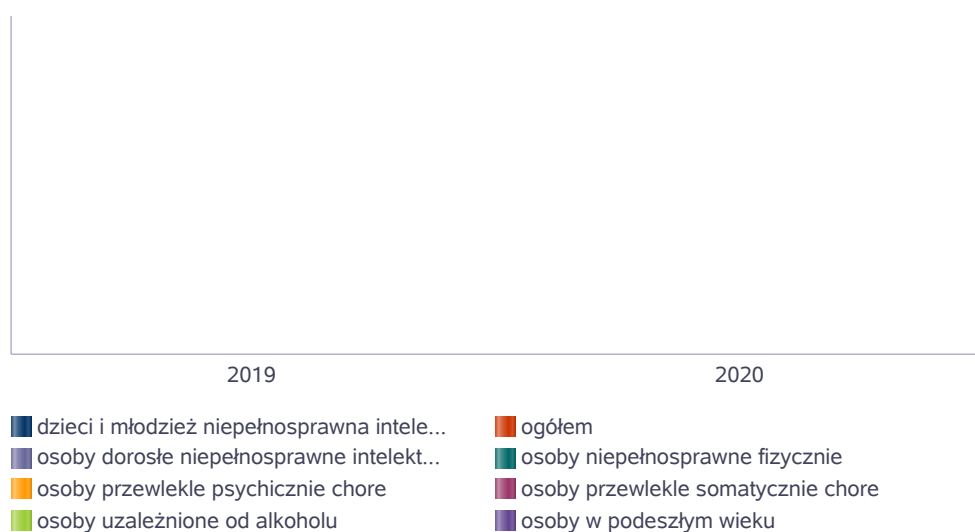 2019 2020
dzieci i młodzież niepełnosprawna intele... ogółem
osoby dorosłe niepełnosprawne intelekt... osoby niepełnosprawne fizycznie
osoby przewlekle psychicznie chore osoby przewlekle somatycznie chore
osoby uzależnione od alkoholu osoby w podeszłym wieku